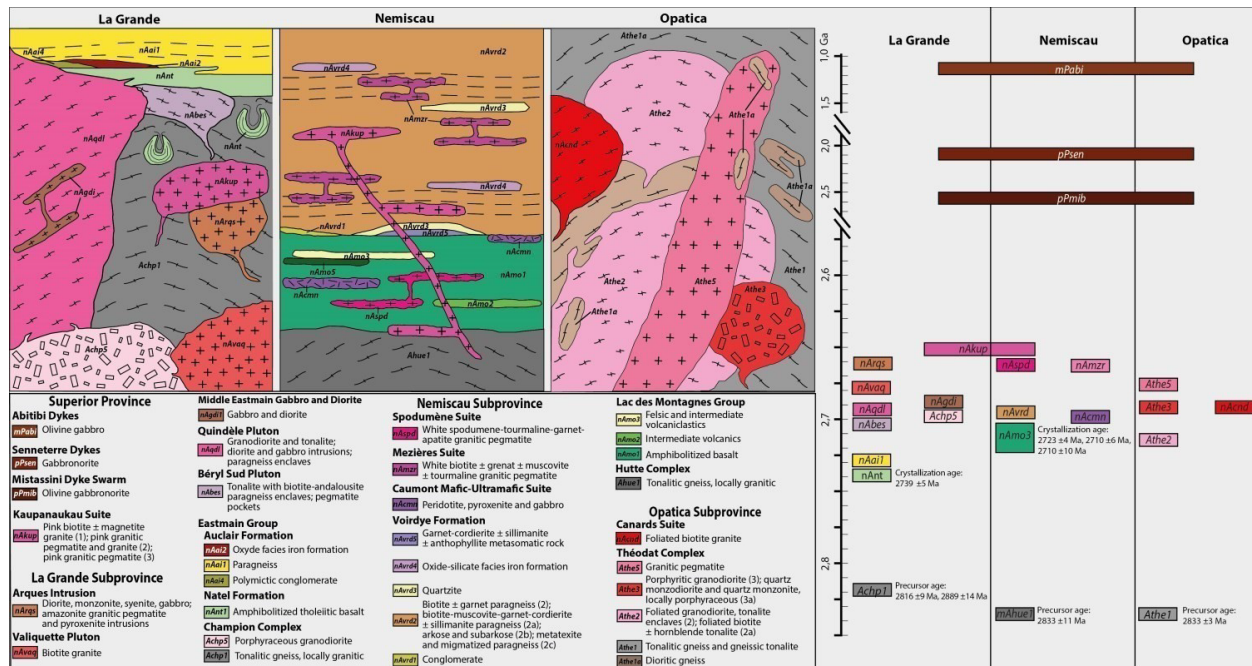 La Grande
Nemiscau
Opatica
nAai4
nAai1
nAai2
nAnt
nAbes
nAnt
nAqdl
nAgdi
nAkup
nArqs
Achp1
Achp5
nAvaq
nAvrd2
nAvrd4
nAvrd3
nAmzr
nAkup
nAvrd4
nAvrd1
nAvrd3
nAvrd5
nAcmn
nAmo3
nAmo5
nAmo1
nAcmn
nAmo2
nAspd
Ahue1
Athe1a
Athe2
Athe1a
nAcnd
Athe1a
Athe1
Athe2
Athe5
Athe3
Athe1a
Superior Province
Abitibi Dykes
mPabi Olivine gabbro
Senneterre Dykes
pPsen Gabbronorite
Mistassini Dyke Swarm
pPmib Olivine gabbronorite
Kaupanaukau Suite
nAkup Pink biotite ± magnetite
granite (1); pink granitic
pegmatite and granite (2);
pink granitic pegmatite (3)
La Grande Subprovince
Arques Intrusion
nArqs Diorite, monzonite, syenite, gabbro;
amazonite granitic pegmatite
and pyroxenite intrusions
Valiquette Pluton
nAvaq Biotite granite
Middle Eastmain Gabbro and Diorite
nAgdi1 Gabbro and diorite
Quindèle Pluton
nAqdl Granodiorite and tonalite;
diorite and gabbro intrusions;
paragneiss enclaves
Béryl Sud Pluton
nAbes Tonalite with biotite-andalousite
paragneiss enclaves; pegmatite
pockets
Eastmain Group
Auclair Formation
nAai2 Oxyde facies iron formation
nAai1 Paragneiss
nAai4 Polymictic conglomerate
Natel Formation
nAnt1 Amphibolitized tholeiitic basalt
Champion Complex
Achp5 Porphyraceous granodiorite
Achp1 Tonalitic gneiss, locally granitic
Nemiscau Subprovince
Spodumène Suite
nAspd White spodumene-tourmaline-garnet-
apatite granitic pegmatite
Mezières Suite
nAmzr White biotite ± grenat ± muscovite
± tourmaline granitic pegmatite
Caumont Mafic-Ultramafic Suite
nAcmn Peridotite, pyroxenite and gabbro
Voirdye Formation
nAvrd5 Garnet-cordierite ± sillimanite
± anthophyllite metasomatic rock
nAvrd4 Oxide-silicate facies iron formation
nAvrd3 Quartzite
nAvrd2 Biotite ± garnet paragneiss (2);
biotite-muscovite-garnet-cordierite
± sillimanite paragneiss (2a);
arkose and subarkose (2b); metatexite
and migmatized paragneiss (2c)
nAvrd1 Conglomerate
Lac des Montagnes Group
nAmo3 Felsic and intermediate
volcaniclastics
nAmo2 Intermediate volcanics
nAmo1 Amphibolitized basalt
Hutte Complex
Ahue1 Tonalitic gneiss, locally granitic
Opatica Subprovince
Canards Suite
nAcnd Foliated biotite granite
Théodat Complex
Athe5 Granitic pegmatite
Athe3 Porphyritic granodiorite (3); quartz
monzodiorite and quartz monzonite,
locally porphyraceous (3a)
Athe2 Foliated granodiorite, tonalite
enclaves (2); foliated biotite
± hornblende tonalite (2a)
Athe1 Tonalitic gneiss and gneissic tonalite
Athe1a Dioritic gneiss
La Grande
Nemiscau
Opatica
1,0 Ga
1,5
2,0
2,5
2,6
2,7
2,8
mPabi
pPsen
pPmib
nAkup
nArqs
nAspd
nAmzr
nAvaq
Athe5
nAqdl
nAgdi
Achp5
nAvrd
nAcmn
Athe3
nAcnd
nAbes
nAmo3
Crystallization age:
2723 ±4 Ma, 2710 ±6 Ma,
2710 ±10 Ma
Athe2
nAai1
nAnt
Crystallization age:
2739 ±5 Ma
Achp1
Precursor age:
2816 ±9 Ma, 2889 ±14 Ma
mAhue1
Precursor age:
2833 ±11 Ma
Athe1
Precursor age:
2833 ±3 Ma